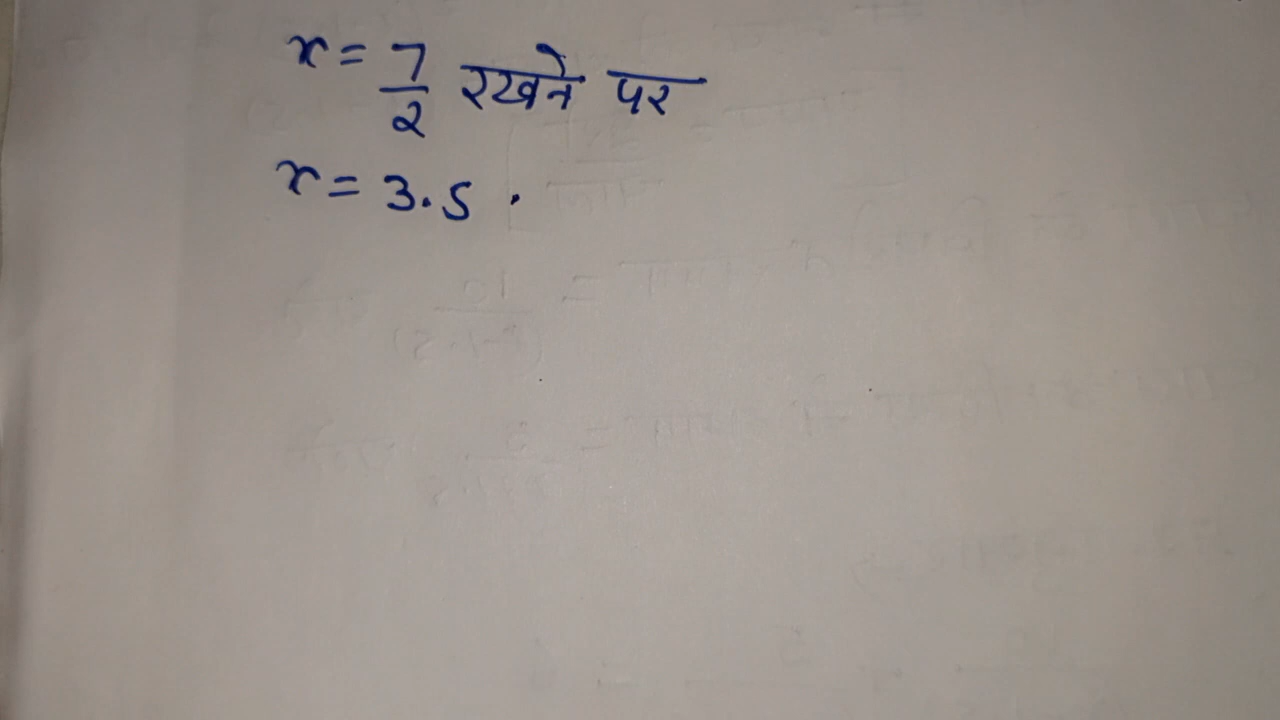 x = 7/2 रखने पर
x = 3.5 .